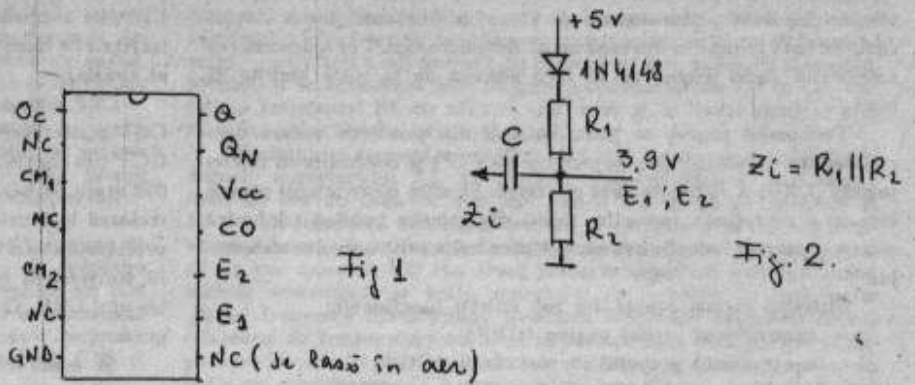 Oc
NC
CM1
NC
CM2
NC
GND
Q
QN
Vcc
CO
E2
E1
NC (se lasă în aer)
Fig 1
+5v
1N4148
R1
C
3,9v
E1 ; E2
Zi
R2
Zi = R1 || R2
Fig. 2.